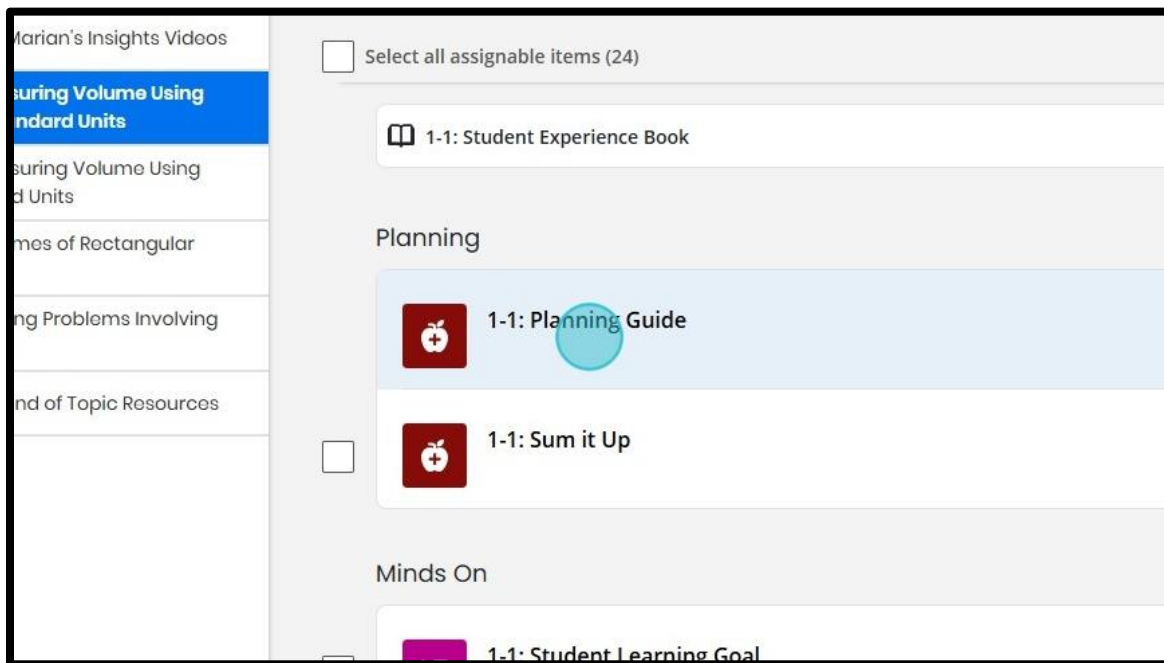 Marian's Insights Videos
suring Volume Using
ndard Units
suring Volume Using
d Units
mes of Rectangular
ng Problems Involving
nd of Topic Resources
Select all assignable items (24)
1-1: Student Experience Book
Planning
1-1: Planning Guide
1-1: Sum it Up
Minds On
1-1: Student Learning Goal